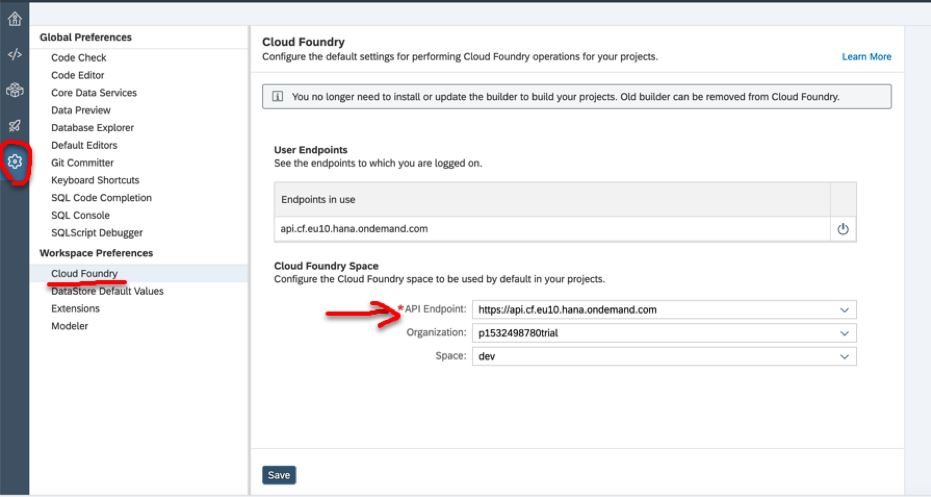 Global Preferences
Code Check
Code Editor
Core Data Services
Data Preview
Database Explorer
Default Editors
Git Committer
Keyboard Shortcuts
SQL Code Completion
SQL Console
SQLScript Debugger
Workspace Preferences
Cloud Foundry
DataStore Default Values
Extensions
Modeler
Cloud Foundry
Configure the default settings for performing Cloud Foundry operations for your projects.
Learn More
You no longer need to install or update the builder to build your projects. Old builder can be removed from Cloud Foundry.
User Endpoints
See the endpoints to which you are logged on.
Endpoints in use
api.cf.eu10.hana.ondemand.com
Cloud Foundry Space
Configure the Cloud Foundry space to be used by default in your projects.
*API Endpoint: https://api.cf.eu10.hana.ondemand.com
Organization: p1532498780trial
Space: dev
Save